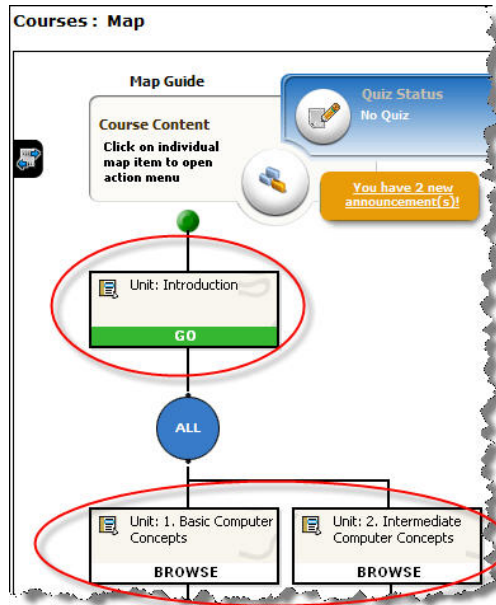 Courses : Map
Map Guide
Course Content
Click on individual
map item to open
action menu
Quiz Status
No Quiz
You have 2 new
announcement(s)!
Unit: Introduction
GO
ALL
Unit: 1. Basic Computer
Concepts
BROWSE
Unit: 2. Intermediate
Computer Concepts
BROWSE